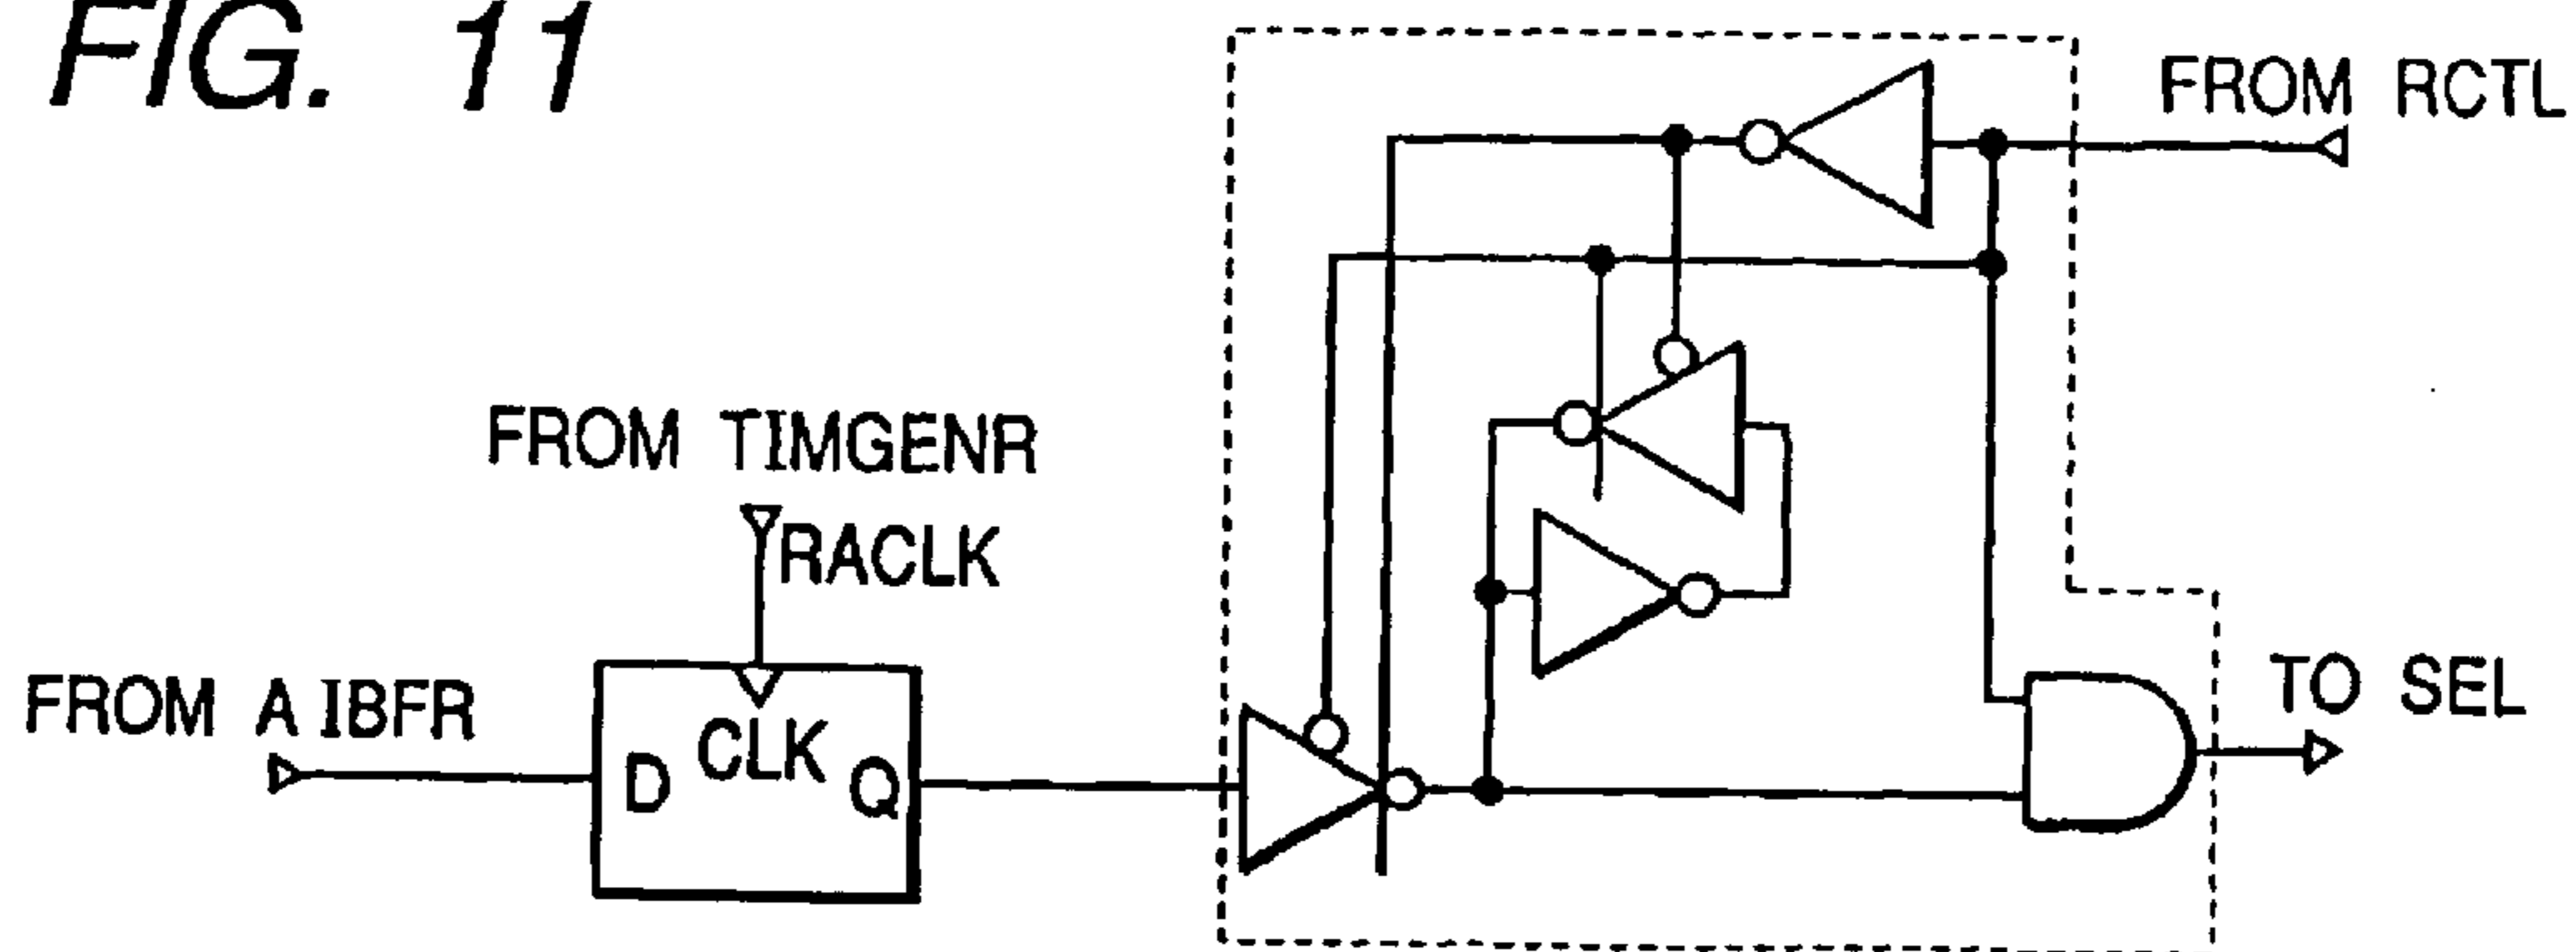 FIG. 11
FROM RCTL
FROM TIMGENR
RACLK
FROM A IBFR
D CLK Q
TO SEL